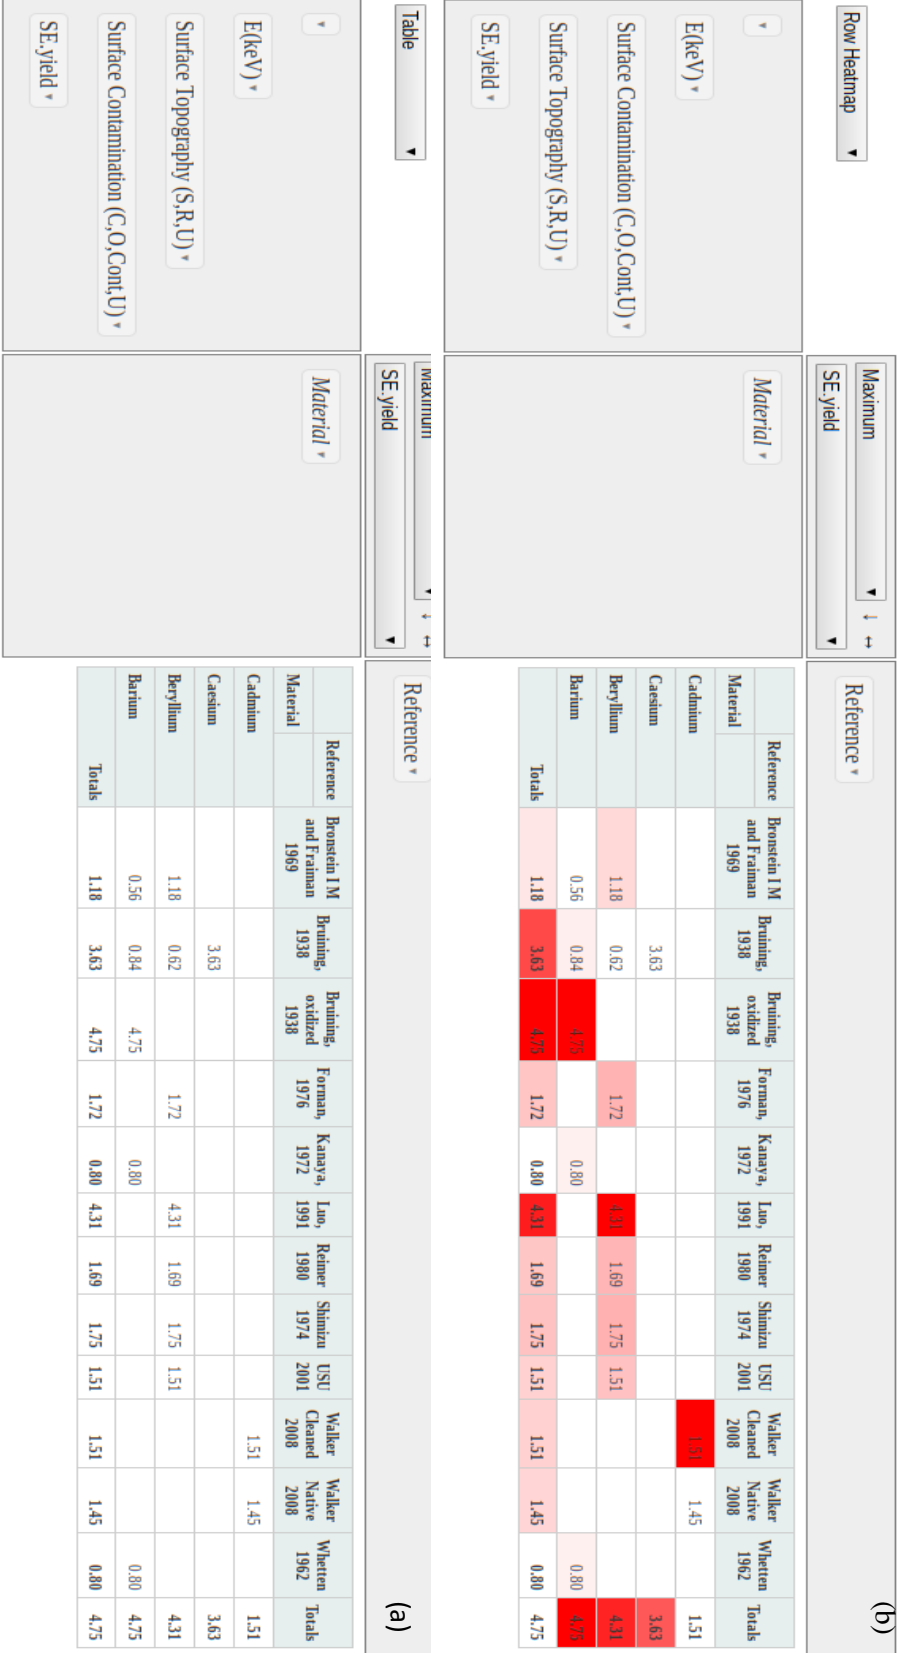 Maximum (b)
Row Heatmap Reference
SE.yield
Material
E(keV)
Surface Contamination (C,O,Cont,U)
Surface Topography (S,R,U)
SE.yield
Reference Bronstein I M Bruining, Bruining, Forman, Kanaya, Luo, Reimer Shimizu USU Walker Walker Whetten Totals
and Fraiman 1938 oxidized 1976 1972 1991 1980 1974 2001 Cleaned Native 1962
Material 1969 1938 2008 2008
Cadmium 1.51 1.45 1.51
Caesium 3.63 3.63
Beryllium 1.18 0.62 1.72 4.31 1.69 1.75 1.51 4.31
Barium 0.56 0.84 4.75 0.80 0.80 4.75
Totals 1.18 3.63 4.75 1.72 0.80 4.31 1.69 1.75 1.51 1.51 1.45 0.80 4.75
Maximum
Table Reference (a)
SE.yield
Material
E(keV)
Surface Topography (S,R,U)
Surface Contamination (C,O,Cont,U)
SE.yield
Reference Bronstein I M Bruining, Bruining, Forman, Kanaya, Luo, Reimer Shimizu USU Walker Walker Whetten Totals
and Fraiman 1938 oxidized 1976 1972 1991 1980 1974 2001 Cleaned Native 1962
Material 1969 1938 2008 2008
Cadmium 1.51 1.45 1.51
Caesium 3.63 3.63
Beryllium 1.18 0.62 1.72 4.31 1.69 1.75 1.51 4.31
Barium 0.56 0.84 4.75 0.80 0.80 4.75
Totals 1.18 3.63 4.75 1.72 0.80 4.31 1.69 1.75 1.51 1.51 1.45 0.80 4.75